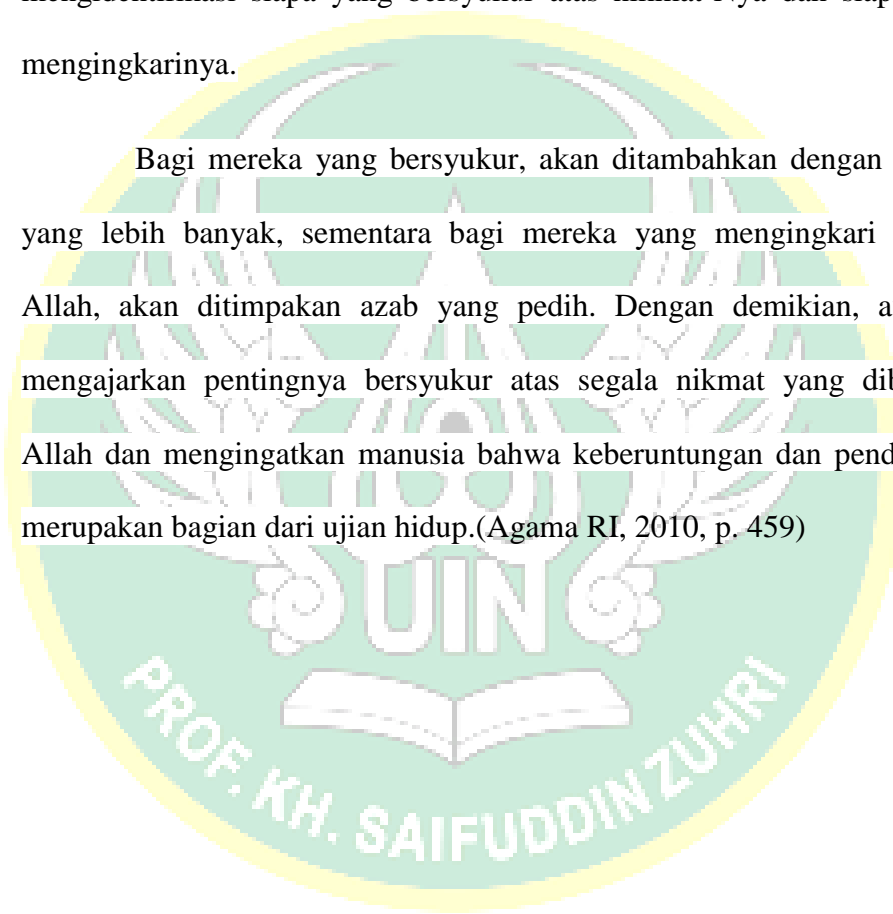 mengingkarinya.
Bagi mereka yang bersyukur, akan ditambahkan dengan
yang lebih banyak, sementara bagi mereka yang mengingkari
Allah, akan ditimpakan azab yang pedih. Dengan demikian, a
mengajarkan pentingnya bersyukur atas segala nikmat yang dib
Allah dan mengingatkan manusia bahwa keberuntungan dan pend
merupakan bagian dari ujian hidup.(Agama RI, 2010, p. 459)
UIN
PROF. KH. SAIFUDDIN ZUHRI